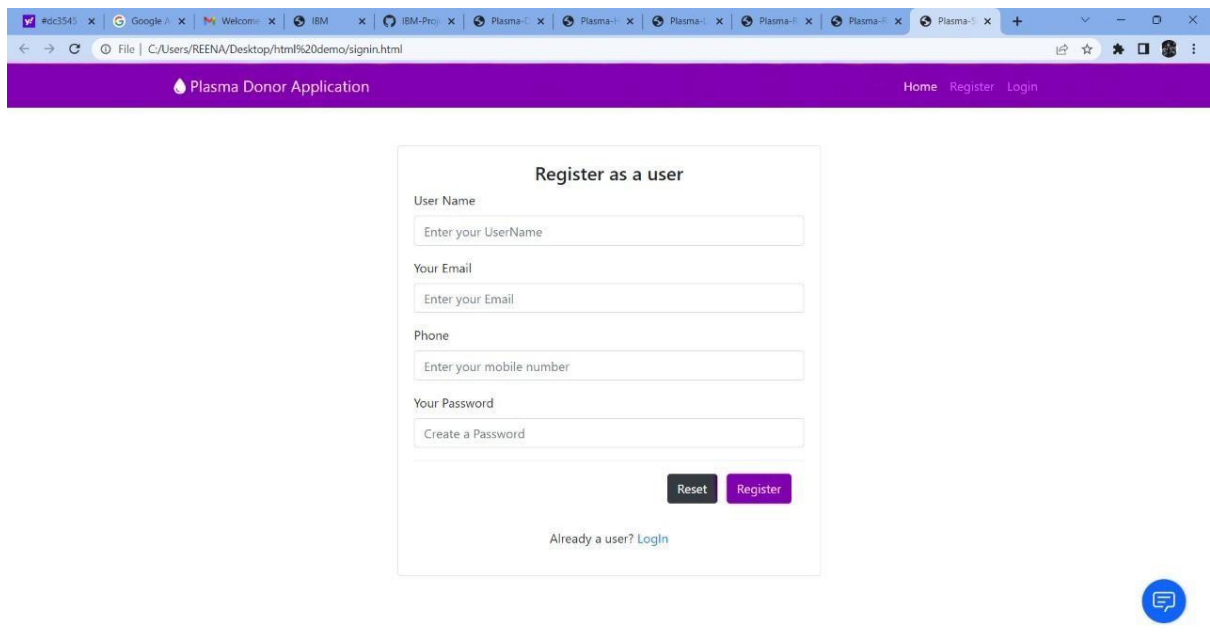 #dc3545 Google A Welcome IBM IBM-Proj Plasma-D Plasma-H Plasma-L Plasma-R Plasma-R Plasma-S
File | C:/Users/REENA/Desktop/html%20demo/signin.html
Plasma Donor Application Home Register Login
Register as a user
User Name
Enter your UserName
Your Email
Enter your Email
Phone
Enter your mobile number
Your Password
Create a Password
Reset Register
Already a user? LogIn